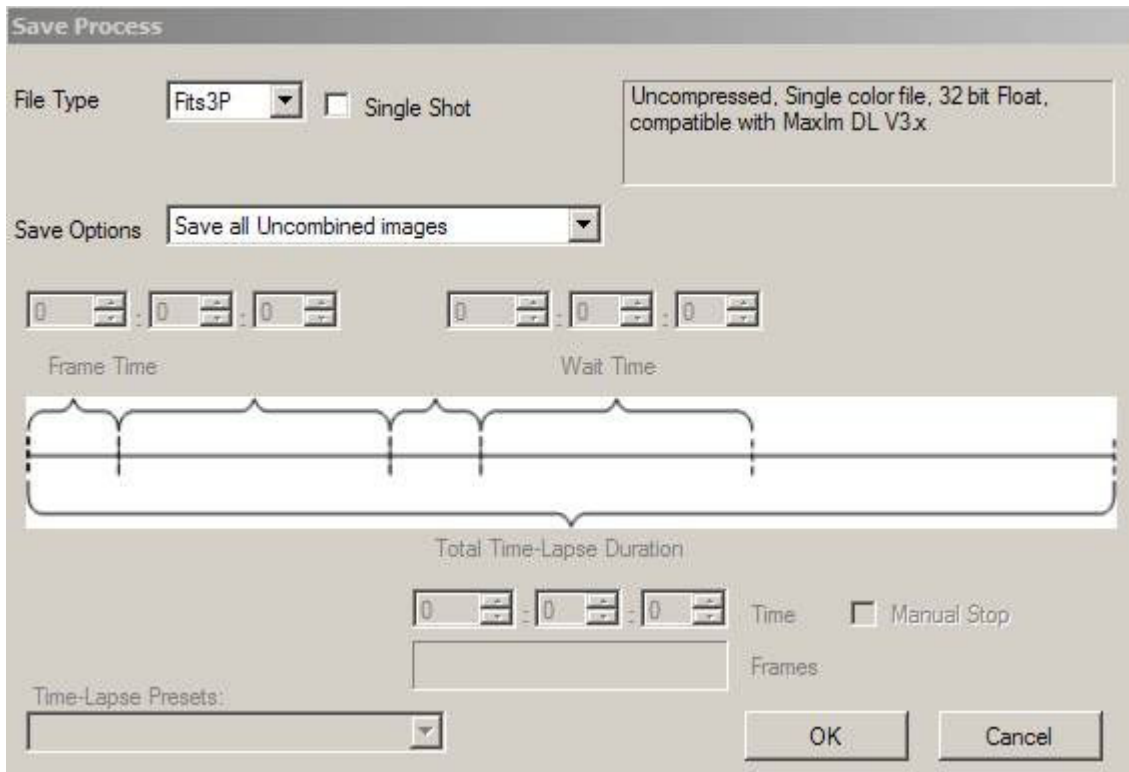 Save Process
File Type Fits3P Single Shot
Uncompressed, Single color file, 32 bit Float,
compatible with MaxIm DL V3.x
Save Options Save all Uncombined images
0 : 0 : 0 0 : 0 : 0
Frame Time Wait Time
Total Time-Lapse Duration
0 : 0 : 0 Time Manual Stop
Frames
Time-Lapse Presets:
OK Cancel